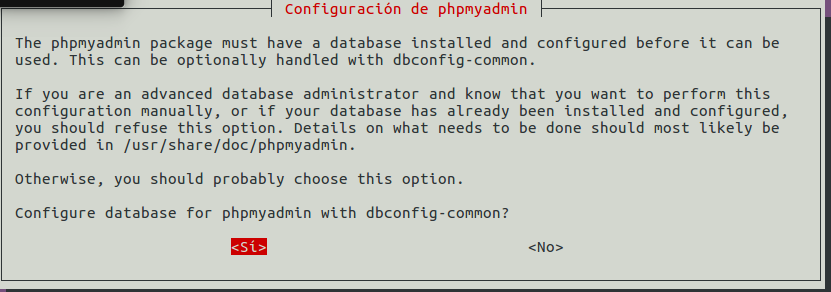 Configuración de phpmyadmin
The phpmyadmin package must have a database installed and configured before it can be
used. This can be optionally handled with dbconfig-common.
If you are an advanced database administrator and know that you want to perform this
configuration manually, or if your database has already been installed and configured,
you should refuse this option. Details on what needs to be done should most likely be
provided in /usr/share/doc/phpmyadmin.
Otherwise, you should probably choose this option.
Configure database for phpmyadmin with dbconfig-common?
<Sí> <No>